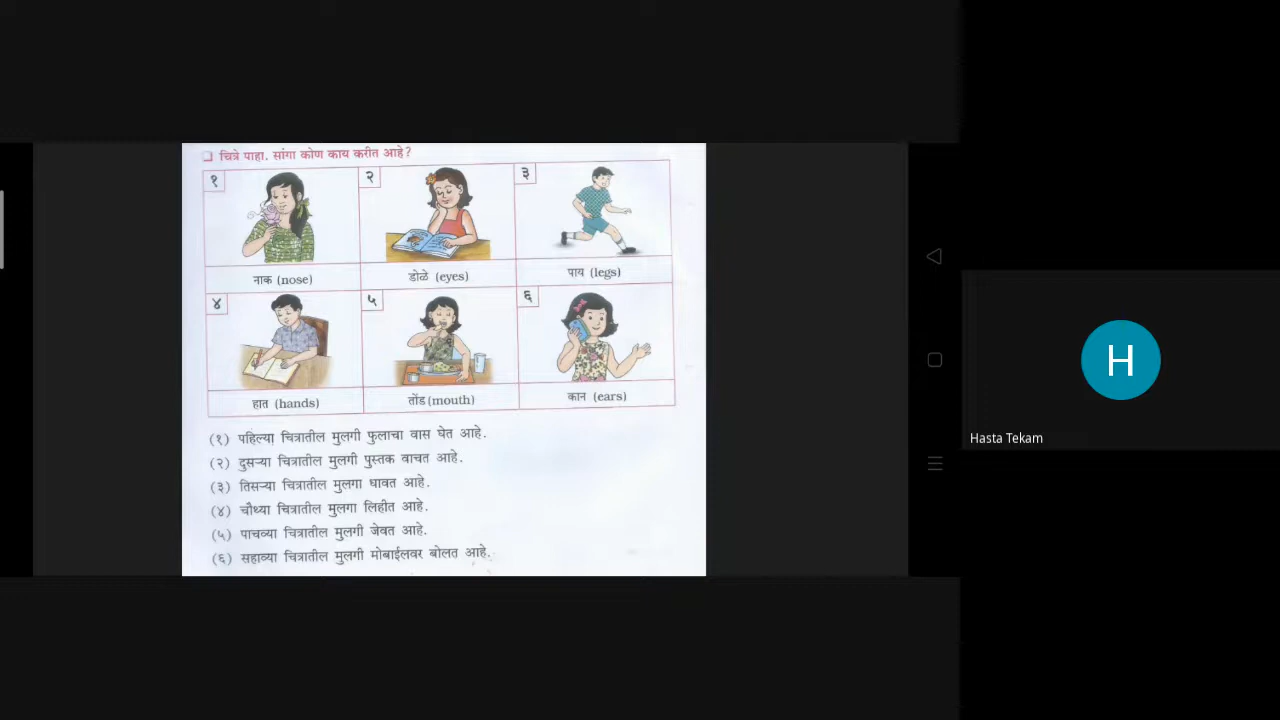 ❑ चित्रे पाहा. सांगा कोण काय करीत आहे?
१ २ ३
नाक (nose) डोळे (eyes) पाय (legs)
४ ५ ६
हात (hands) तोंड (mouth) कान (ears)
(१) पहिल्या चित्रातील मुलगी फुलाचा वास घेत आहे.
(२) दुसऱ्या चित्रातील मुलगी पुस्तक वाचत आहे.
(३) तिसऱ्या चित्रातील मुलगा धावत आहे.
(४) चौथ्या चित्रातील मुलगा लिहीत आहे.
(५) पाचव्या चित्रातील मुलगी जेवत आहे.
(६) सहाव्या चित्रातील मुलगी मोबाईलवर बोलत आहे.
H
Hasta Tekam